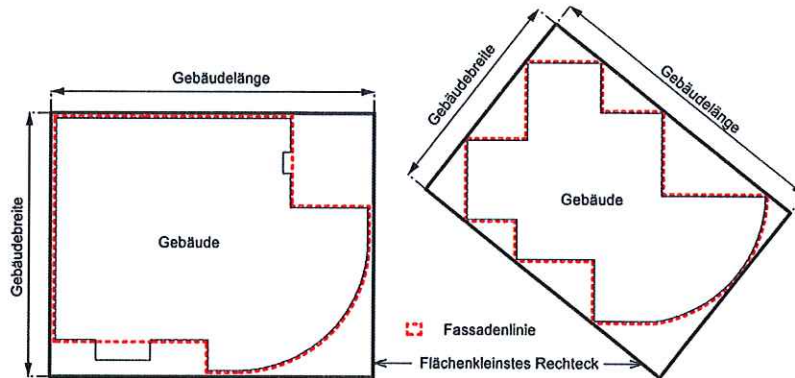 Gebäudelänge
Gebäudebreite
Gebäude
Gebäudebreite
Gebäudelänge
Gebäude
Fassadenlinie
Flächenkleinstes Rechteck